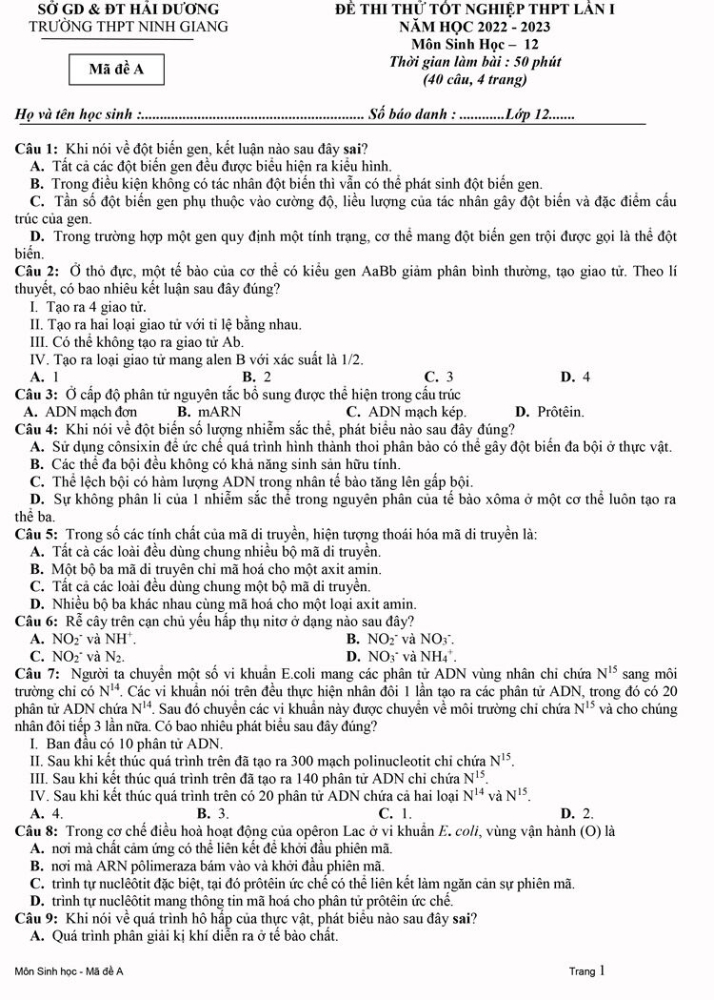 SỞ GD & ĐT HẢI DƯƠNG
TRƯỜNG THPT NINH GIANG
Mã đề A
ĐỀ THI THỬ TỐT NGHIỆP THPT LẦN I
NĂM HỌC 2022 - 2023
Môn Sinh Học – 12
Thời gian làm bài : 50 phút
(40 câu, 4 trang)
Họ và tên học sinh :................................................ Số báo danh : ............Lớp 12.......
Câu 1: Khi nói về đột biến gen, kết luận nào sau đây sai?
A. Tất cả các đột biến gen đều được biểu hiện ra kiểu hình.
B. Trong điều kiện không có tác nhân đột biến thì vẫn có thể phát sinh đột biến gen.
C. Tần số đột biến gen phụ thuộc vào cường độ, liều lượng của tác nhân gây đột biến và đặc điểm cấu
trúc của gen.
D. Trong trường hợp một gen quy định một tính trạng, cơ thể mang đột biến gen trội được gọi là thể đột
biến.
Câu 2: Ở thỏ đực, một tế bào của cơ thể có kiểu gen AaBb giảm phân bình thường, tạo giao tử. Theo lí
thuyết, có bao nhiêu kết luận sau đây đúng?
I. Tạo ra 4 giao tử.
II. Tạo ra hai loại giao tử với tỉ lệ bằng nhau.
III. Có thể không tạo ra giao tử Ab.
IV. Tạo ra loại giao tử mang alen B với xác suất là 1/2.
A. 1 B. 2 C. 3 D. 4
Câu 3: Ở cấp độ phân tử nguyên tắc bổ sung được thể hiện trong cấu trúc
A. ADN mạch đơn B. mARN C. ADN mạch kép. D. Prôtêin.
Câu 4: Khi nói về đột biến số lượng nhiễm sắc thể, phát biểu nào sau đây đúng?
A. Sử dụng cônsixin để ức chế quá trình hình thành thoi phân bào có thể gây đột biến đa bội ở thực vật.
B. Các thể đa bội đều không có khả năng sinh sản hữu tính.
C. Thể lệch bội có hàm lượng ADN trong nhân tế bào tăng lên gấp bội.
D. Sự không phân li của 1 nhiễm sắc thể trong nguyên phân của tế bào xôma ở một cơ thể luôn tạo ra
thể ba.
Câu 5: Trong số các tính chất của mã di truyền, hiện tượng thoái hóa mã di truyền là:
A. Tất cả các loài đều dùng chung nhiều bộ mã di truyền.
B. Một bộ ba mã di truyền chỉ mã hoá cho một axit amin.
C. Tất cả các loài đều dùng chung một bộ mã di truyền.
D. Nhiều bộ ba khác nhau cùng mã hoá cho một loại axit amin.
Câu 6: Rễ cây trên cạn chủ yếu hấp thụ nitơ ở dạng nào sau đây?
A. NO₂⁻ và NH⁺. B. NO₂⁻ và NO₃⁻.
C. NO₂⁻ và N₂. D. NO₃⁻ và NH₄⁺.
Câu 7: Người ta chuyển một số vi khuẩn E.coli mang các phân tử ADN vùng nhân chỉ chứa N¹⁵ sang môi
trường chỉ có N¹⁴. Các vi khuẩn nói trên đều thực hiện nhân đôi 1 lần tạo ra các phân tử ADN, trong đó có 20
phân tử ADN chứa N¹⁴. Sau đó chuyển các vi khuẩn này được chuyển về môi trường chỉ chứa N¹⁵ và cho chúng
nhân đôi tiếp 3 lần nữa. Có bao nhiêu phát biểu sau đây đúng?
I. Ban đầu có 10 phân tử ADN.
II. Sau khi kết thúc quá trình trên đã tạo ra 300 mạch polinucleotit chỉ chứa N¹⁵.
III. Sau khi kết thúc quá trình trên đã tạo ra 140 phân tử ADN chỉ chứa N¹⁵.
IV. Sau khi kết thúc quá trình trên có 20 phân tử ADN chứa cả hai loại N¹⁴ và N¹⁵.
A. 4. B. 3. C. 1. D. 2.
Câu 8: Trong cơ chế điều hoà hoạt động của opêron Lac ở vi khuẩn E. coli, vùng vận hành (O) là
A. nơi mà chất cảm ứng có thể liên kết để khởi đầu phiên mã.
B. nơi mà ARN pôlimeraza bám vào và khởi đầu phiên mã.
C. trình tự nuclêôtit đặc biệt, tại đó prôtêin ức chế có thể liên kết làm ngăn cản sự phiên mã.
D. trình tự nuclêôtit mang thông tin mã hoá cho phân tử prôtêin ức chế.
Câu 9: Khi nói về quá trình hô hấp của thực vật, phát biểu nào sau đây sai?
A. Quá trình phân giải kị khí diễn ra ở tế bào chất.
Môn Sinh học - Mã đề A Trang 1